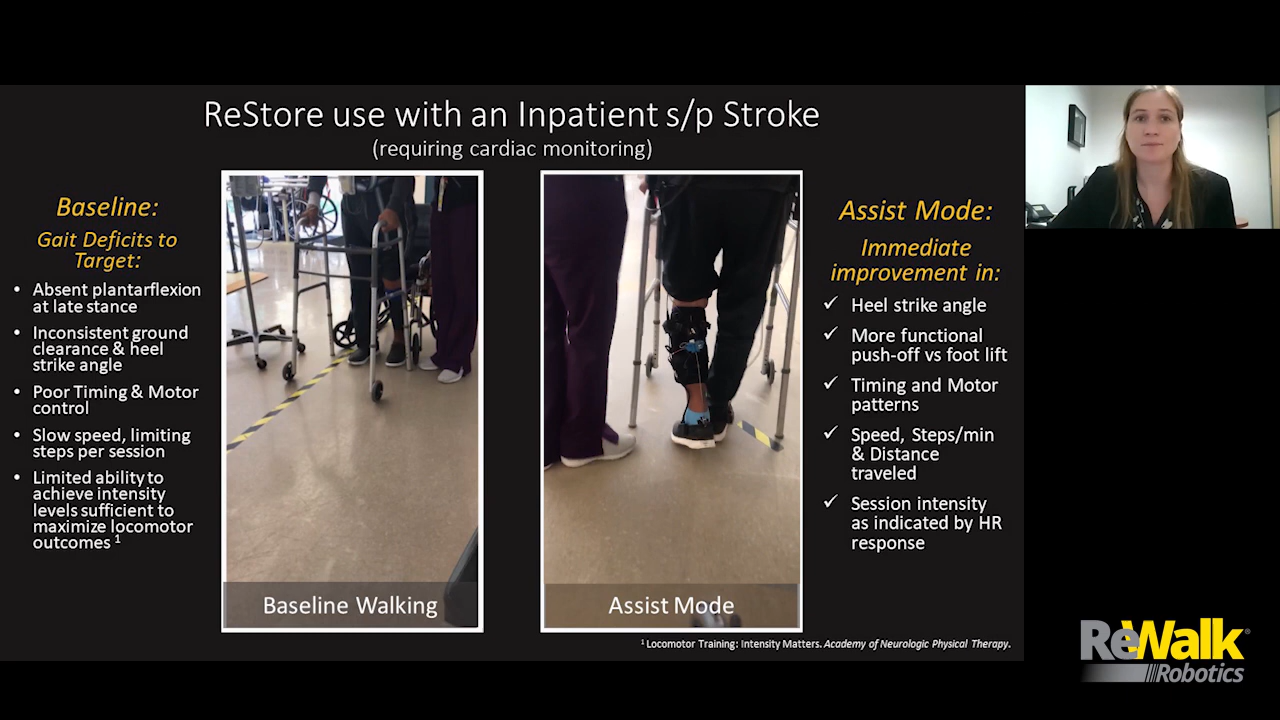 ReStore use with an Inpatient s/p Stroke
(requiring cardiac monitoring)
Baseline:
Gait Deficits to
Target:
• Absent plantarflexion
at late stance
• Inconsistent ground
clearance & heel
strike angle
• Poor Timing & Motor
control
• Slow speed, limiting
steps per session
• Limited ability to
achieve intensity
levels sufficient to
maximize locomotor
outcomes 1
Baseline Walking
Assist Mode
Assist Mode:
Immediate
improvement in:
✓ Heel strike angle
✓ More functional
push-off vs foot lift
✓ Timing and Motor
patterns
✓ Speed, Steps/min
& Distance
traveled
✓ Session intensity
as indicated by HR
response
1 Locomotor Training: Intensity Matters. Academy of Neurologic Physical Therapy.
ReWalk®
Robotics